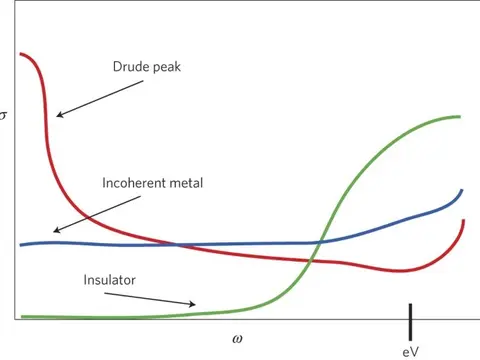 Drude peak
σ
Incoherent metal
Insulator
ω
eV